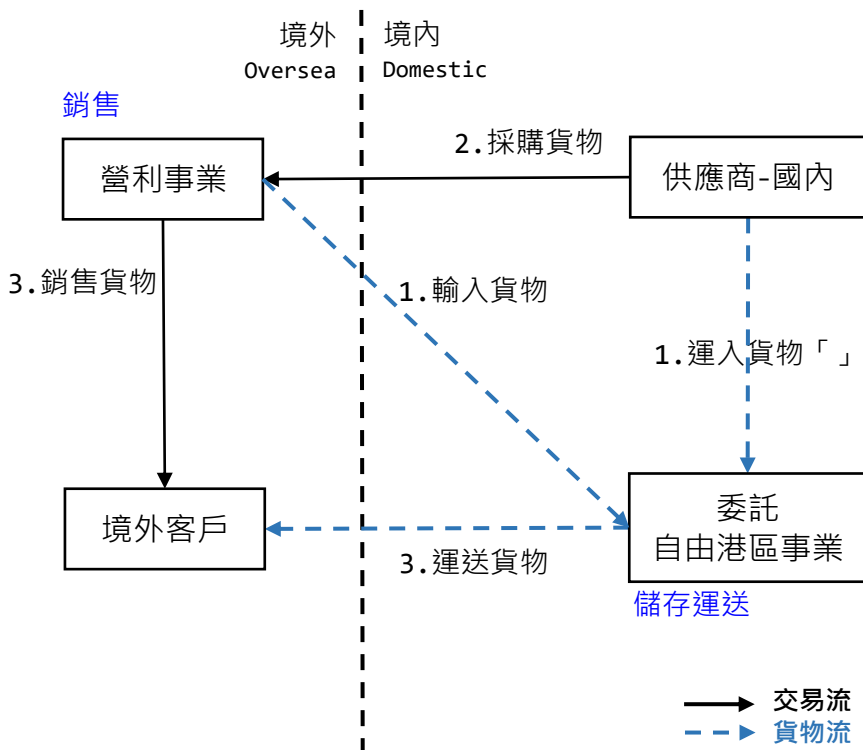 境外 境內
Oversea Domestic
銷售
2.採購貨物
營利事業
供應商-國內
3.銷售貨物
1.輸入貨物
1.運入貨物「 」
境外客戶
委託
自由港區事業
3.運送貨物
儲存運送
交易流
貨物流